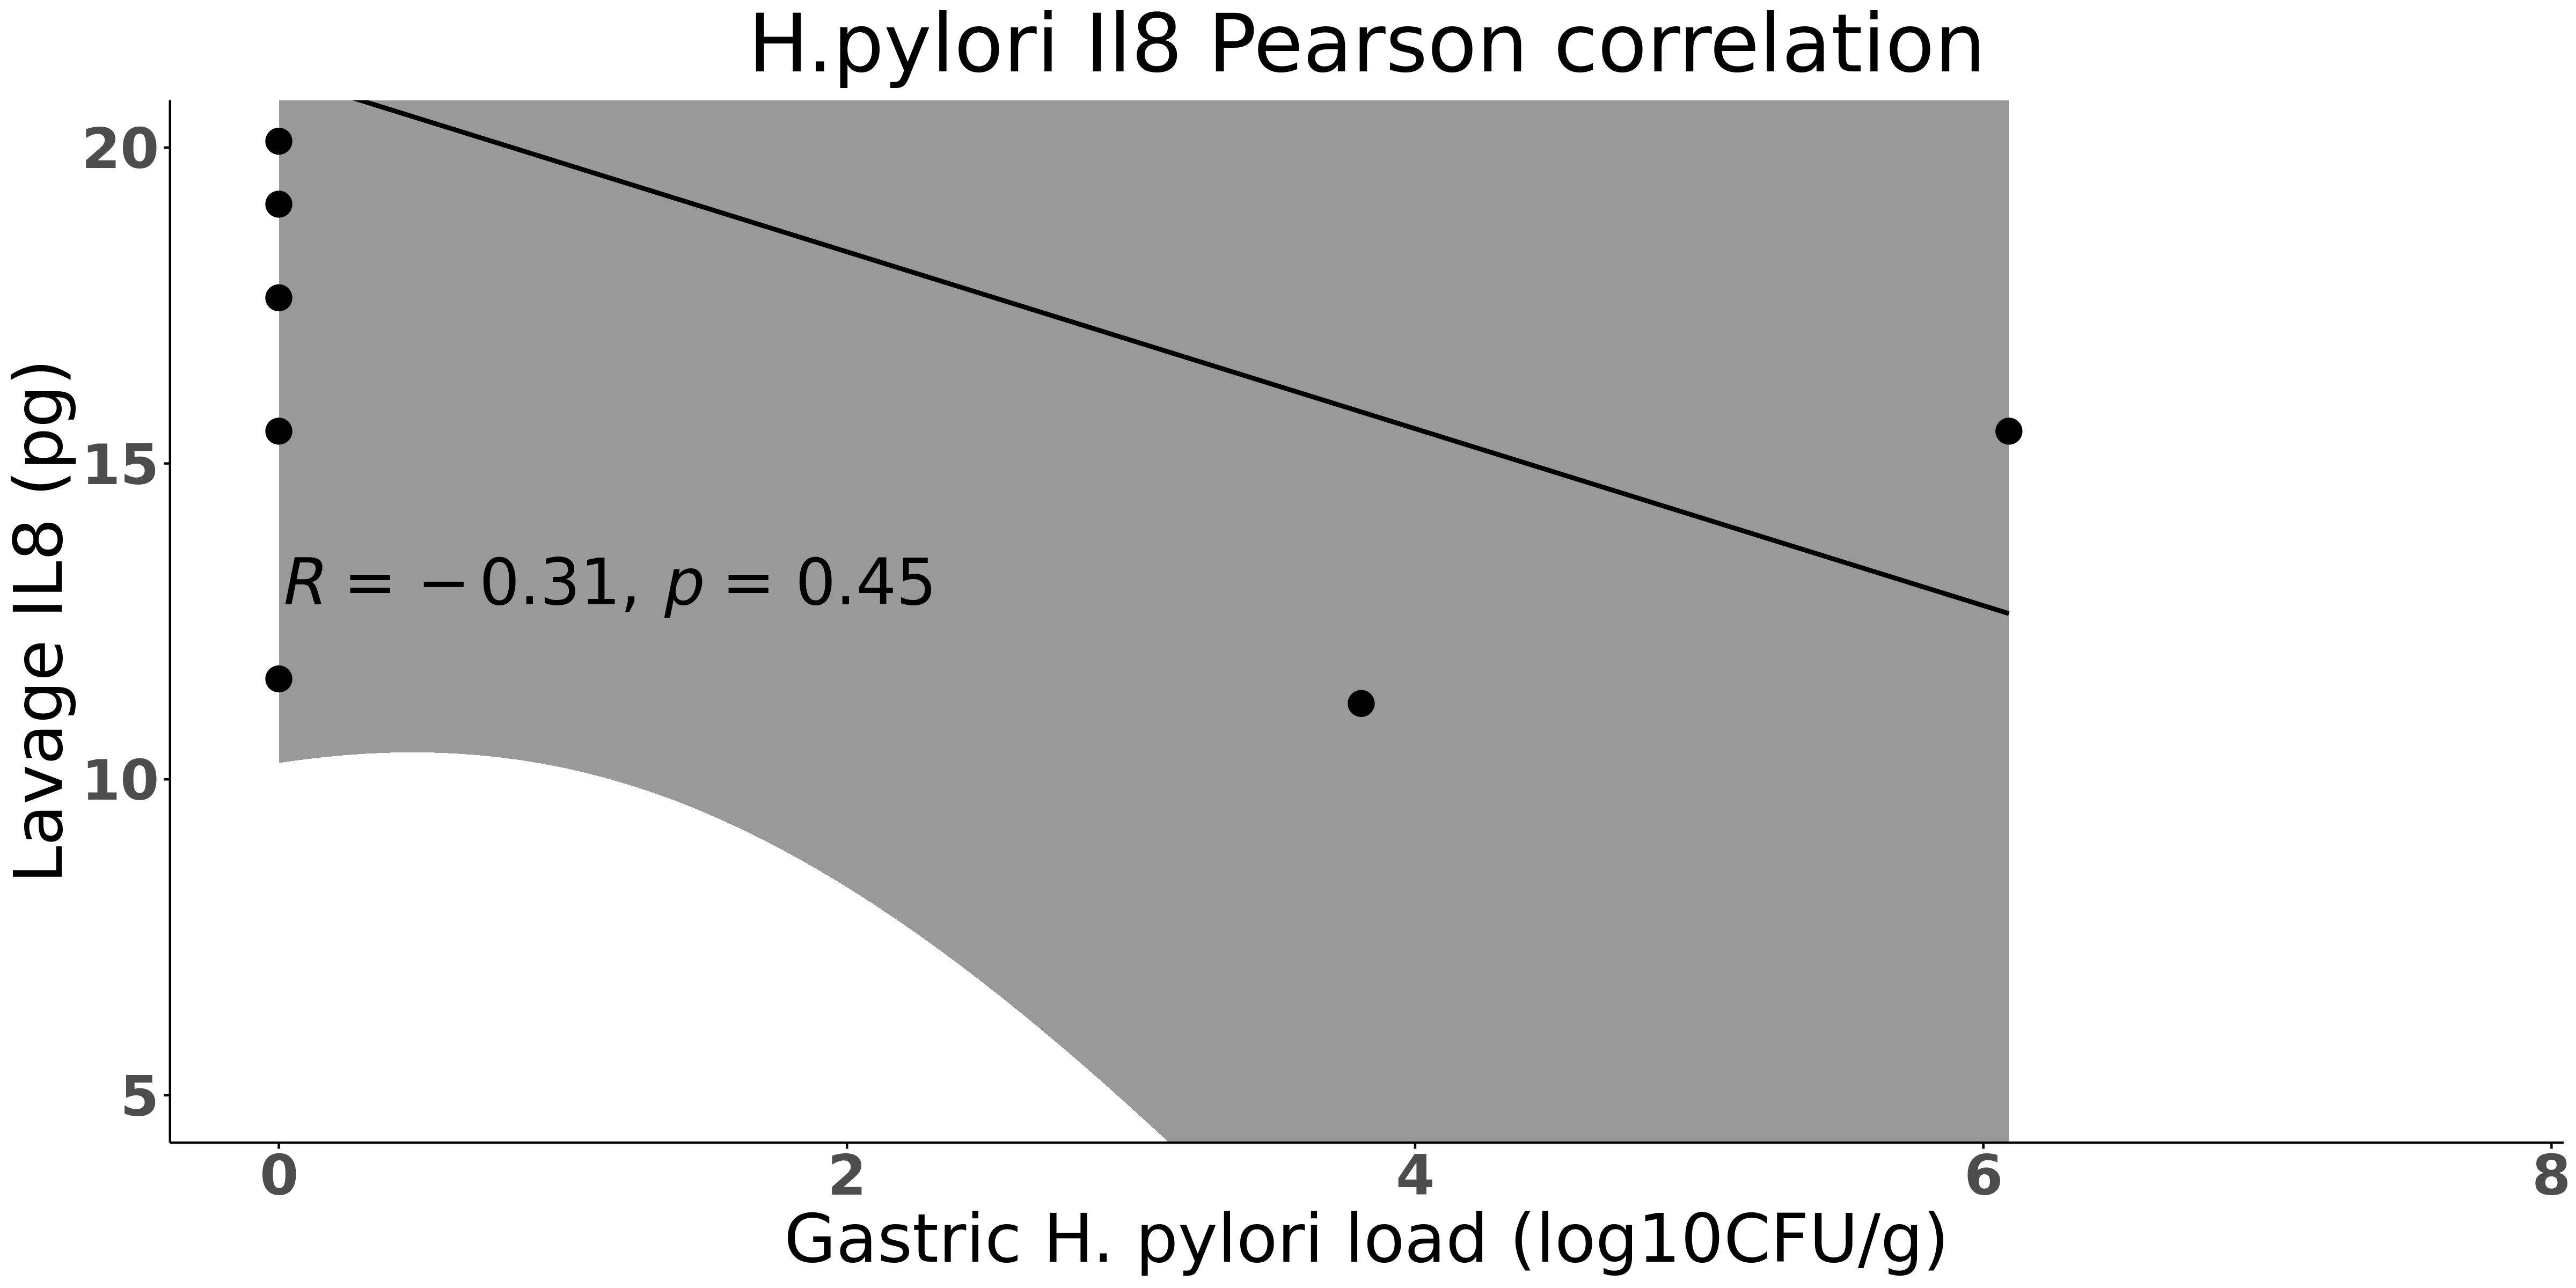 H.pylori Il8 Pearson correlation
Lavage IL8 (pg)
20
15
10
5
R = −0.31, p = 0.45
0 2 4 6 8
Gastric H. pylori load (log10CFU/g)